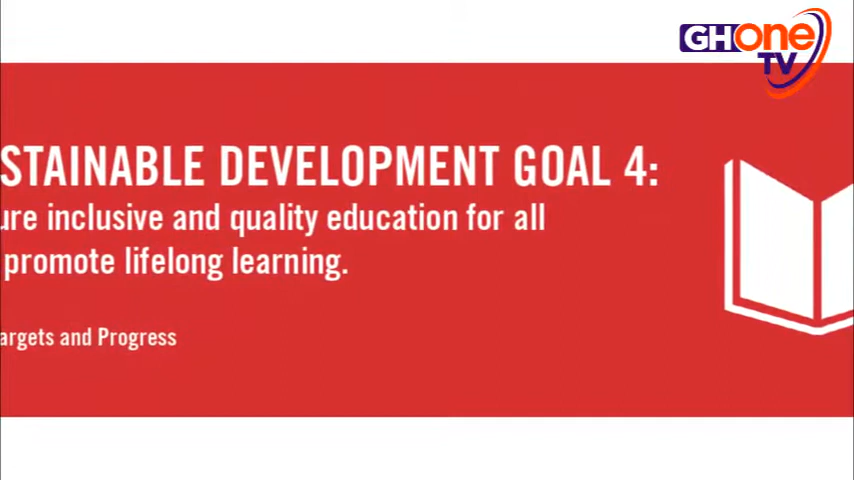 GHOne
TV
STAINABLE DEVELOPMENT GOAL 4:
ure inclusive and quality education for all
promote lifelong learning.
argets and Progress